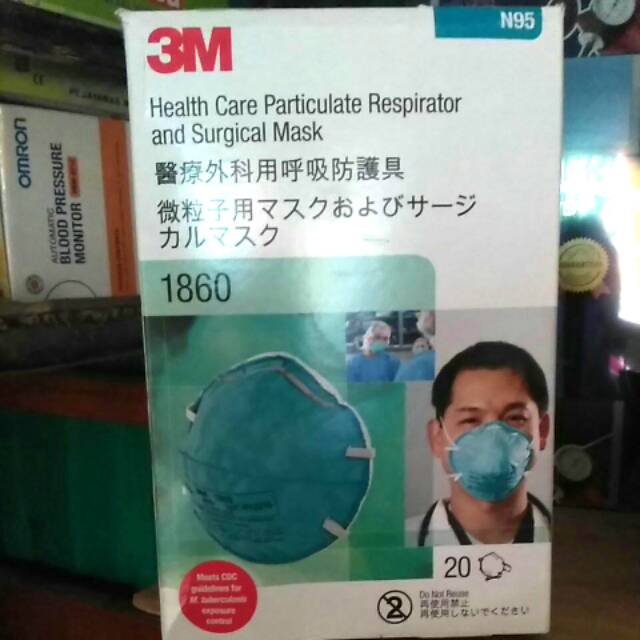 N95
3M
Health Care Particulate Respirator
and Surgical Mask
醫療外科用呼吸防護具
微粒子用マスクおよびサージ
カルマスク
1860
Meets CDC
guidelines for
M. tuberculosis
exposure
control
20
Do Not Reuse
再使用禁止
再使用しないでください
OMRON
AUTOMATIC
BLOOD PRESSURE
MONITOR